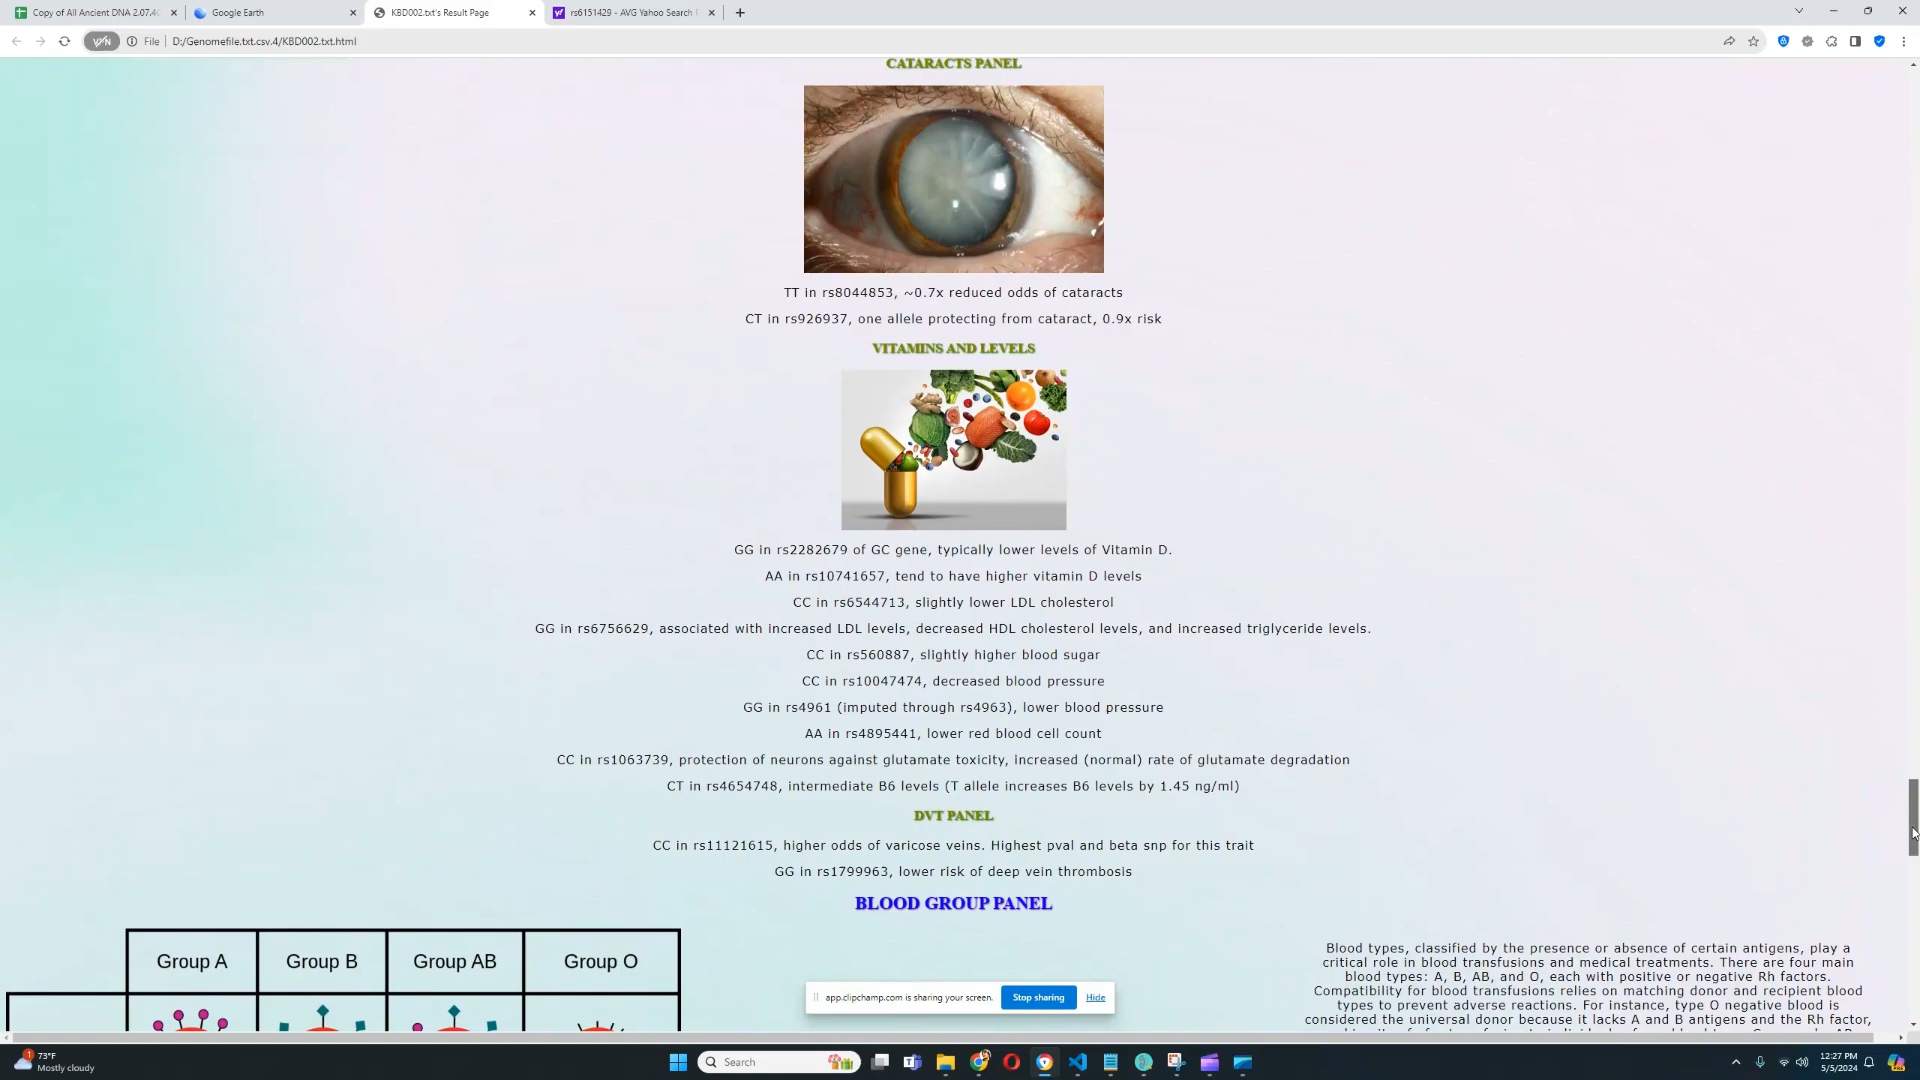 Copy of All Ancient DNA 2.07.40
Google Earth
KBD002.txt's Result Page
rs6151429 - AVG Yahoo Search
File
D:/Genomefile.txt.csv.4/KBD002.txt.html
CATARACTS PANEL
TT in rs8044853, ~0.7x reduced odds of cataracts
CT in rs926937, one allele protecting from cataract, 0.9x risk
VITAMINS AND LEVELS
GG in rs2282679 of GC gene, typically lower levels of Vitamin D.
AA in rs10741657, tend to have higher vitamin D levels
CC in rs6544713, slightly lower LDL cholesterol
GG in rs6756629, associated with increased LDL levels, decreased HDL cholesterol levels, and increased triglyceride levels.
CC in rs560887, slightly higher blood sugar
CC in rs10047474, decreased blood pressure
GG in rs4961 (imputed through rs4963), lower blood pressure
AA in rs4895441, lower red blood cell count
CC in rs1063739, protection of neurons against glutamate toxicity, increased (normal) rate of glutamate degradation
CT in rs4654748, intermediate B6 levels (T allele increases B6 levels by 1.45 ng/ml)
DVT PANEL
CC in rs11121615, higher odds of varicose veins. Highest pval and beta snp for this trait
GG in rs1799963, lower risk of deep vein thrombosis
BLOOD GROUP PANEL
Group A
Group B
Group AB
Group O
Blood types, classified by the presence or absence of certain antigens, play a
critical role in blood transfusions and medical treatments. There are four main
blood types: A, B, AB, and O, each with positive or negative Rh factors.
Compatibility for blood transfusions relies on matching donor and recipient blood
types to prevent adverse reactions. For instance, type O negative blood is
considered the universal donor because it lacks A and B antigens and the Rh factor,
app.clipchamp.com is sharing your screen.
Stop sharing
Hide
1
73°F
Mostly cloudy
Search
12:27 PM
5/5/2024